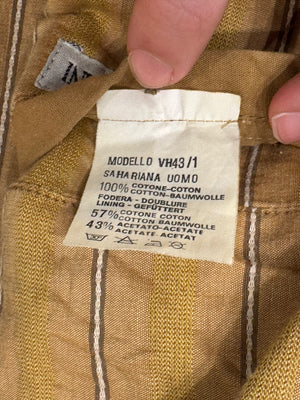 MODELLO VH43/1
SAHARIANA UOMO
100% COTONE-COTON
COTTON-BAUMWOLLE
FODERA - DOUBLURE
LINING - GEFÜTTERT
57% COTONE-COTON
COTTON-BAUMWOLLE
43% ACETATO-ACETATE
ACETATE ACETAT